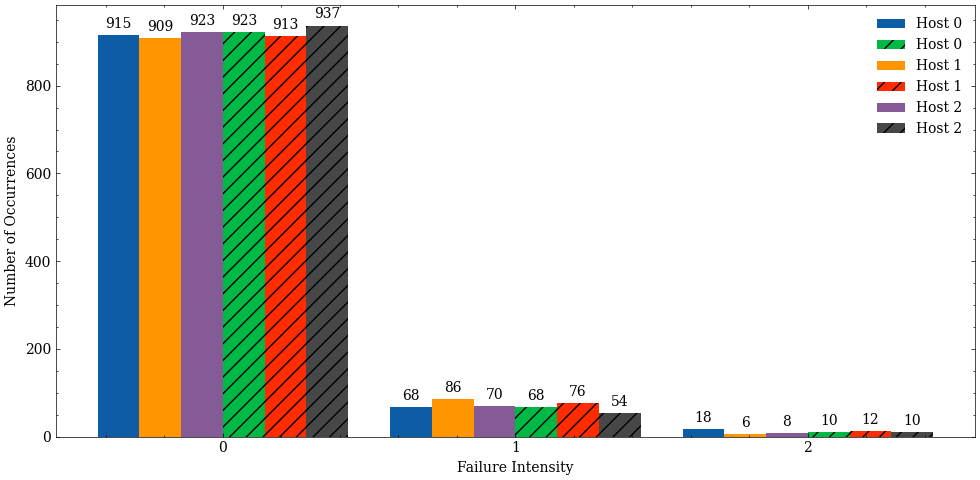 915 909 923 923 913 937
Host 0
Host 0
Host 1
Host 1
Host 2
Host 2
800
600
400
200
0
Number of Occurrences
68 86 70 68 76 54
18 6 8 10 12 10
0 1 2
Failure Intensity